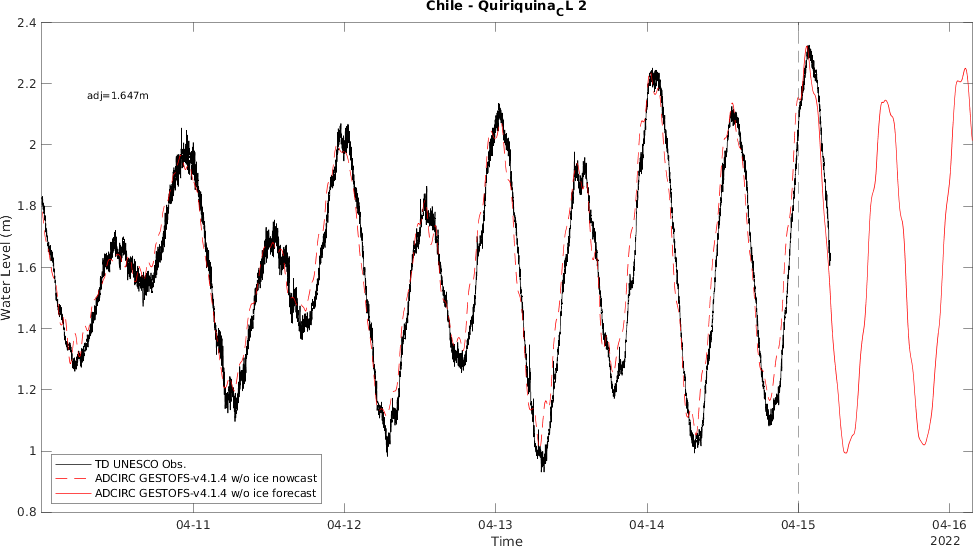 Chile - Quiriquina_C L 2
2.4
2.2
2
1.8
1.6
1.4
1.2
1
0.8
Water Level (m)
adj=1.647m
TD UNESCO Obs.
ADCIRC GESTOFS-v4.1.4 w/o ice nowcast
ADCIRC GESTOFS-v4.1.4 w/o ice forecast
04-11 04-12 04-13 04-14 04-15 04-16
Time
2022